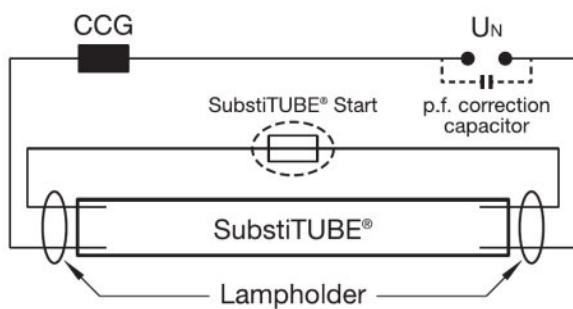 CCG
UN
SubstiTUBE® Start
p.f. correction
capacitor
SubstiTUBE®
Lampholder